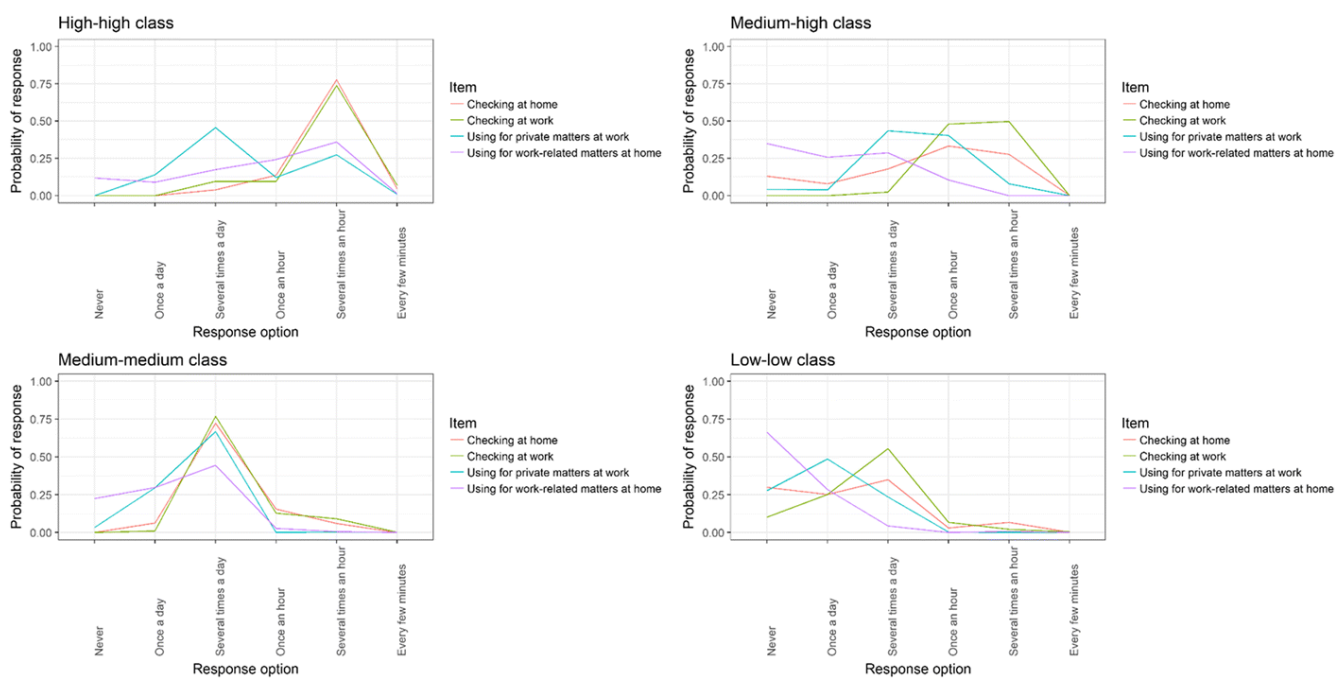 High-high class
Probability of response
1.00
0.75
0.50
0.25
0.00
Never
Once a day
Several times a day
Once an hour
Several times an hour
Every few minutes
Response option
Item
Checking at home
Checking at work
Using for private matters at work
Using for work-related matters at home
Medium-high class
Probability of response
1.00
0.75
0.50
0.25
0.00
Never
Once a day
Several times a day
Once an hour
Several times an hour
Every few minutes
Response option
Item
Checking at home
Checking at work
Using for private matters at work
Using for work-related matters at home
Medium-medium class
Probability of response
1.00
0.75
0.50
0.25
0.00
Never
Once a day
Several times a day
Once an hour
Several times an hour
Every few minutes
Response option
Item
Checking at home
Checking at work
Using for private matters at work
Using for work-related matters at home
Low-low class
Probability of response
1.00
0.75
0.50
0.25
0.00
Never
Once a day
Several times a day
Once an hour
Several times an hour
Every few minutes
Response option
Item
Checking at home
Checking at work
Using for private matters at work
Using for work-related matters at home